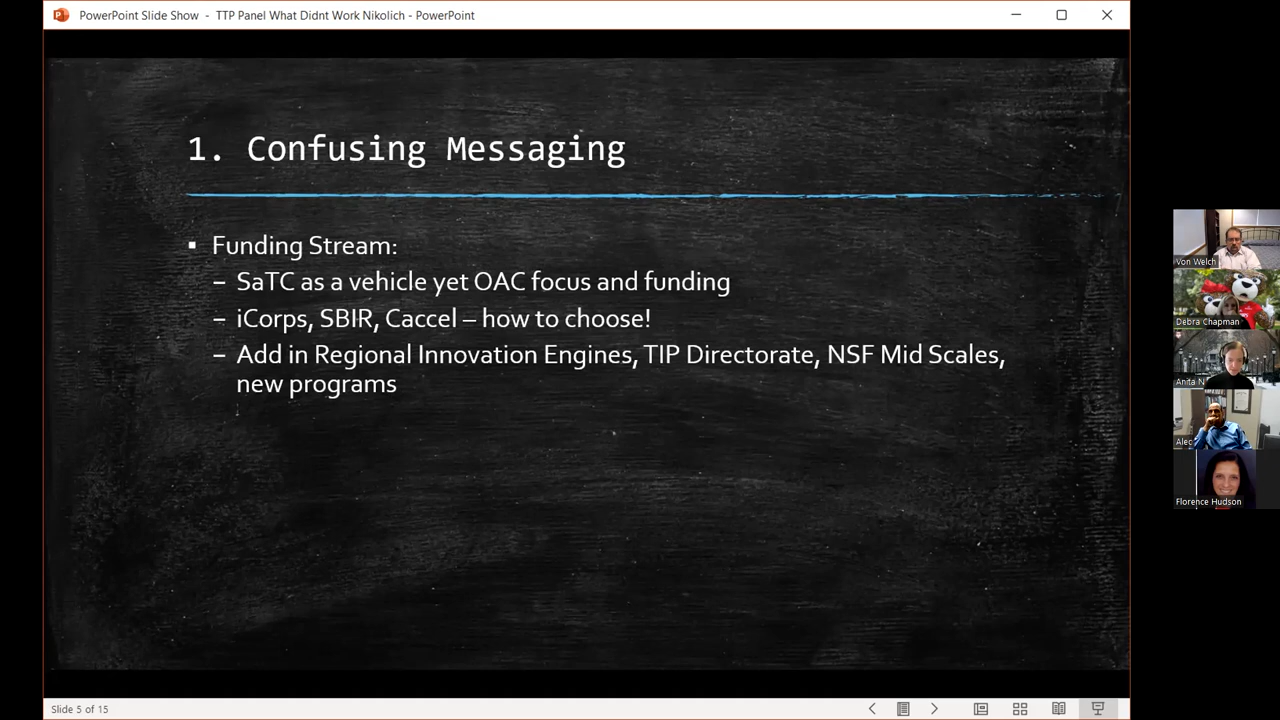 PowerPoint Slide Show - TTP Panel What Didnt Work Nikolich - PowerPoint
1. Confusing Messaging
▪ Funding Stream:
– SaTC as a vehicle yet OAC focus and funding
– iCorps, SBIR, Caccel – how to choose!
– Add in Regional Innovation Engines, TIP Directorate, NSF Mid Scales,
new programs
Von Welch
Debra Chapman
Anita N
Alec
Florence Hudson
Slide 5 of 15